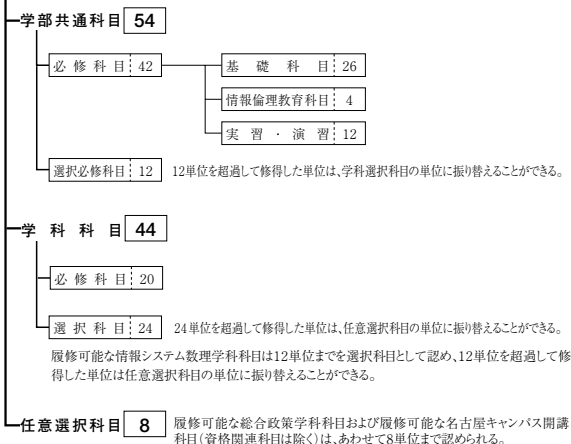 学部共通科目 54
必修科目 42
基礎科目 26
情報倫理教育科目 4
実習・演習 12
選択必修科目 12 12単位を超過して修得した単位は、学科選択科目の単位に振り替えることができる。
学科科目 44
必修科目 20
選択科目 24 24単位を超過して修得した単位は、任意選択科目の単位に振り替えることができる。
履修可能な情報システム数理学科科目は12単位までを選択科目として認め、12単位を超過して修
得した単位は任意選択科目の単位に振り替えることができる。
任意選択科目 8 履修可能な総合政策学科科目および履修可能な名古屋キャンパス開講
科目(資格関連科目は除く)は、あわせて8単位まで認められる。